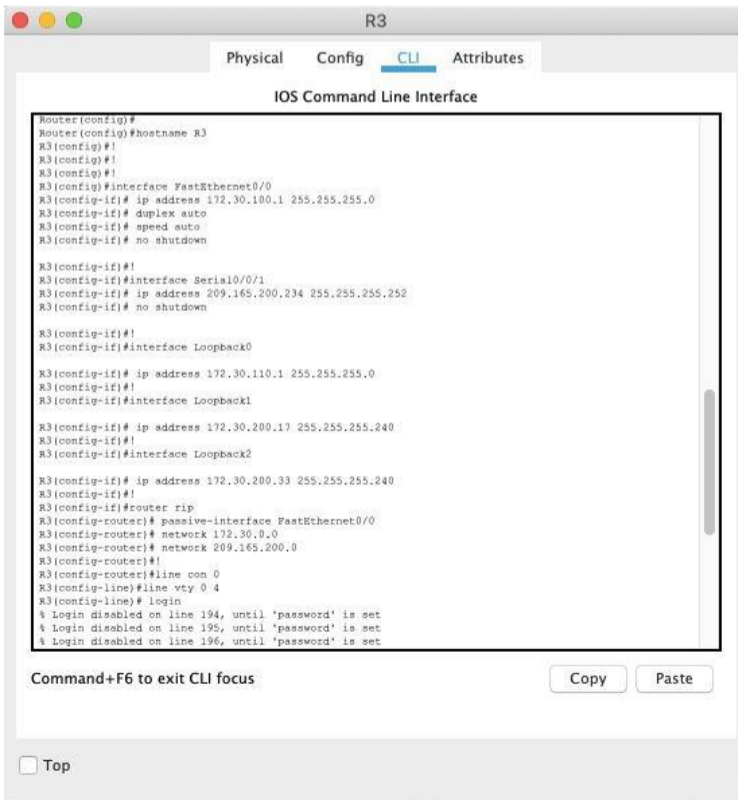 R3
Physical Config CLI Attributes
IOS Command Line Interface
Router(config)#
Router(config)#hostname R3
R3(config)#!
R3(config)#!
R3(config)#!
R3(config)#interface FastEthernet0/0
R3(config-if)# ip address 172.30.100.1 255.255.255.0
R3(config-if)# duplex auto
R3(config-if)# speed auto
R3(config-if)# no shutdown
R3(config-if)#!
R3(config-if)#interface Serial0/0/1
R3(config-if)# ip address 209.165.200.234 255.255.255.252
R3(config-if)# no shutdown
R3(config-if)#!
R3(config-if)#interface Loopback0
R3(config-if)# ip address 172.30.110.1 255.255.255.0
R3(config-if)#!
R3(config-if)#interface Loopback1
R3(config-if)# ip address 172.30.200.17 255.255.255.240
R3(config-if)#!
R3(config-if)#interface Loopback2
R3(config-if)# ip address 172.30.200.33 255.255.255.240
R3(config-if)#!
R3(config-if)#router rip
R3(config-router)# passive-interface FastEthernet0/0
R3(config-router)# network 172.30.0.0
R3(config-router)# network 209.165.200.0
R3(config-router)#!
R3(config-router)#line con 0
R3(config-line)#line vty 0 4
R3(config-line)# login
% Login disabled on line 194, until 'password' is set
% Login disabled on line 195, until 'password' is set
% Login disabled on line 196, until 'password' is set
Command+F6 to exit CLI focus
Copy Paste
Top